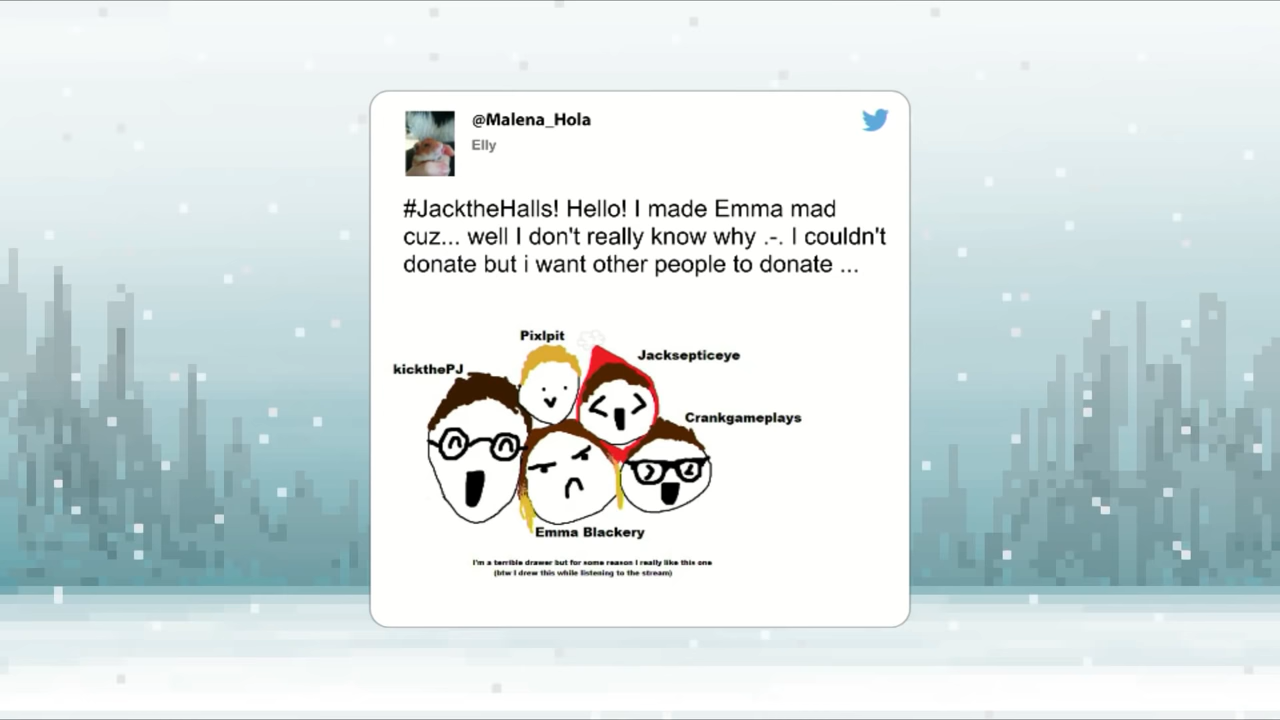 @Malena_Hola
Elly
#JacktheHalls! Hello! I made Emma mad
cuz... well I don't really know why .-. I couldn't
donate but i want other people to donate ...
Pixlpit
Jacksepticeye
kickthePJ
Crankgameplays
Emma Blackery
I'm a terrible drawer but for some reason I really like this one
(btw I drew this while listening to the stream)